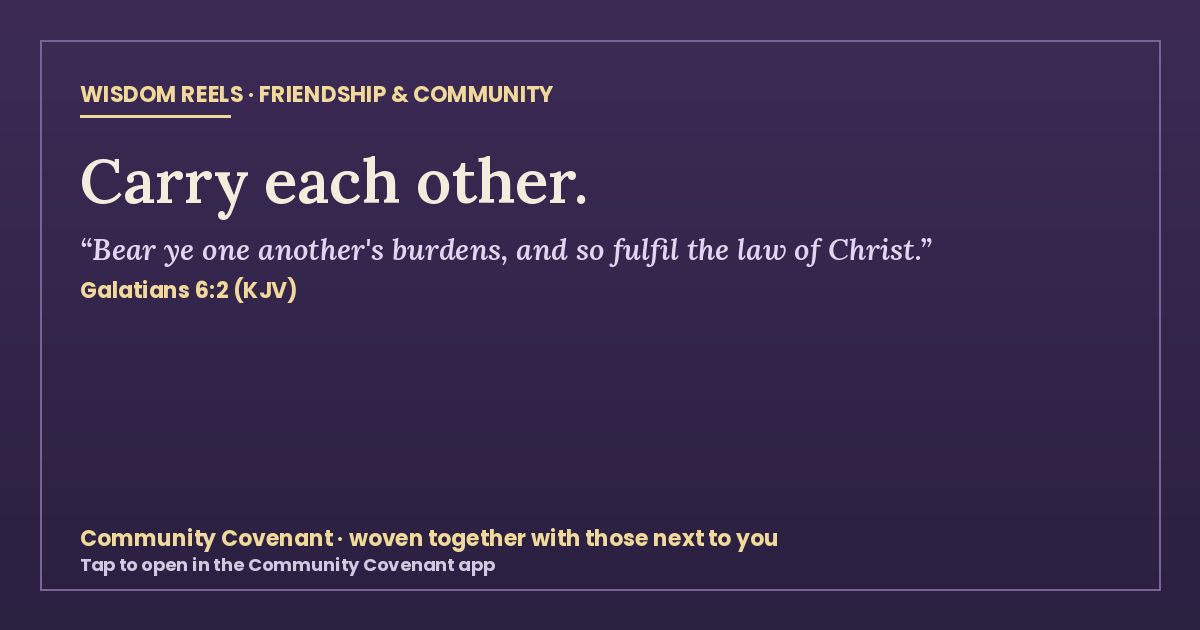 WISDOM REELS · FRIENDSHIP & COMMUNITY
Carry each other.
“Bear ye one another's burdens, and so fulfil the law of Christ.”
Galatians 6:2 (KJV)
Community Covenant · woven together with those next to you
Tap to open in the Community Covenant app